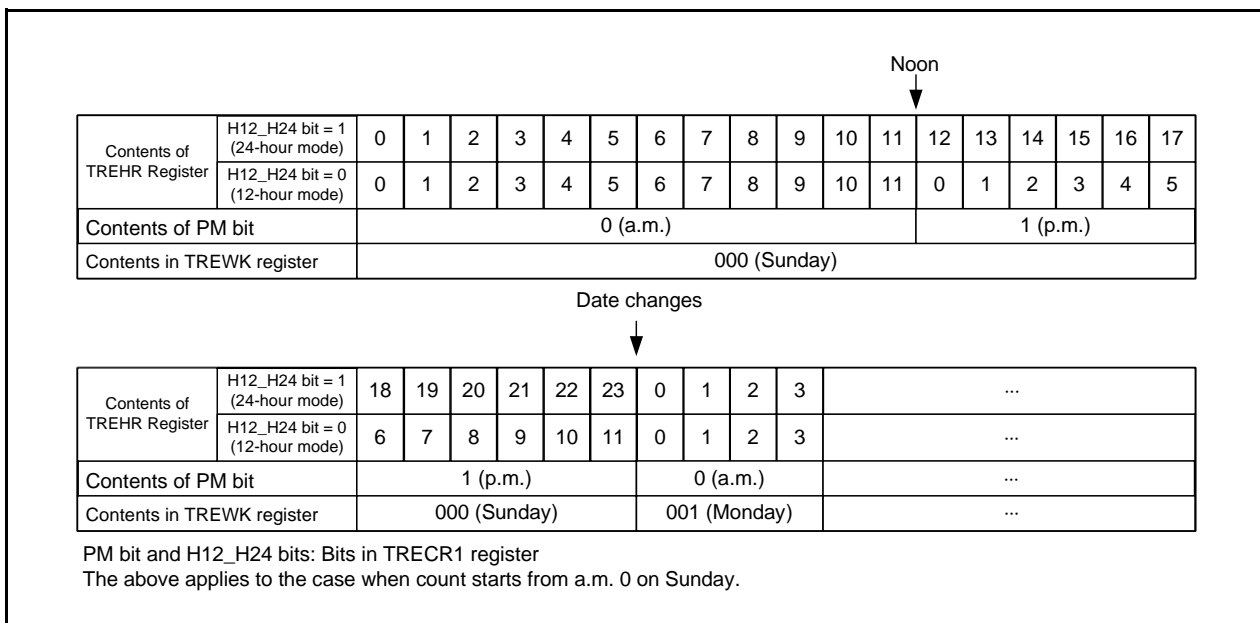 Noon
Contents of TREHR Register
H12_H24 bit = 1 (24-hour mode) 0 1 2 3 4 5 6 7 8 9 10 11 12 13 14 15 16 17
H12_H24 bit = 0 (12-hour mode) 0 1 2 3 4 5 6 7 8 9 10 11 0 1 2 3 4 5
Contents of PM bit 0 (a.m.) 1 (p.m.)
Contents in TREWK register 000 (Sunday)
Date changes
Contents of TREHR Register
H12_H24 bit = 1 (24-hour mode) 18 19 20 21 22 23 0 1 2 3 ...
H12_H24 bit = 0 (12-hour mode) 6 7 8 9 10 11 0 1 2 3 ...
Contents of PM bit 1 (p.m.) 0 (a.m.) ...
Contents in TREWK register 000 (Sunday) 001 (Monday) ...
PM bit and H12_H24 bits: Bits in TRECR1 register
The above applies to the case when count starts from a.m. 0 on Sunday.